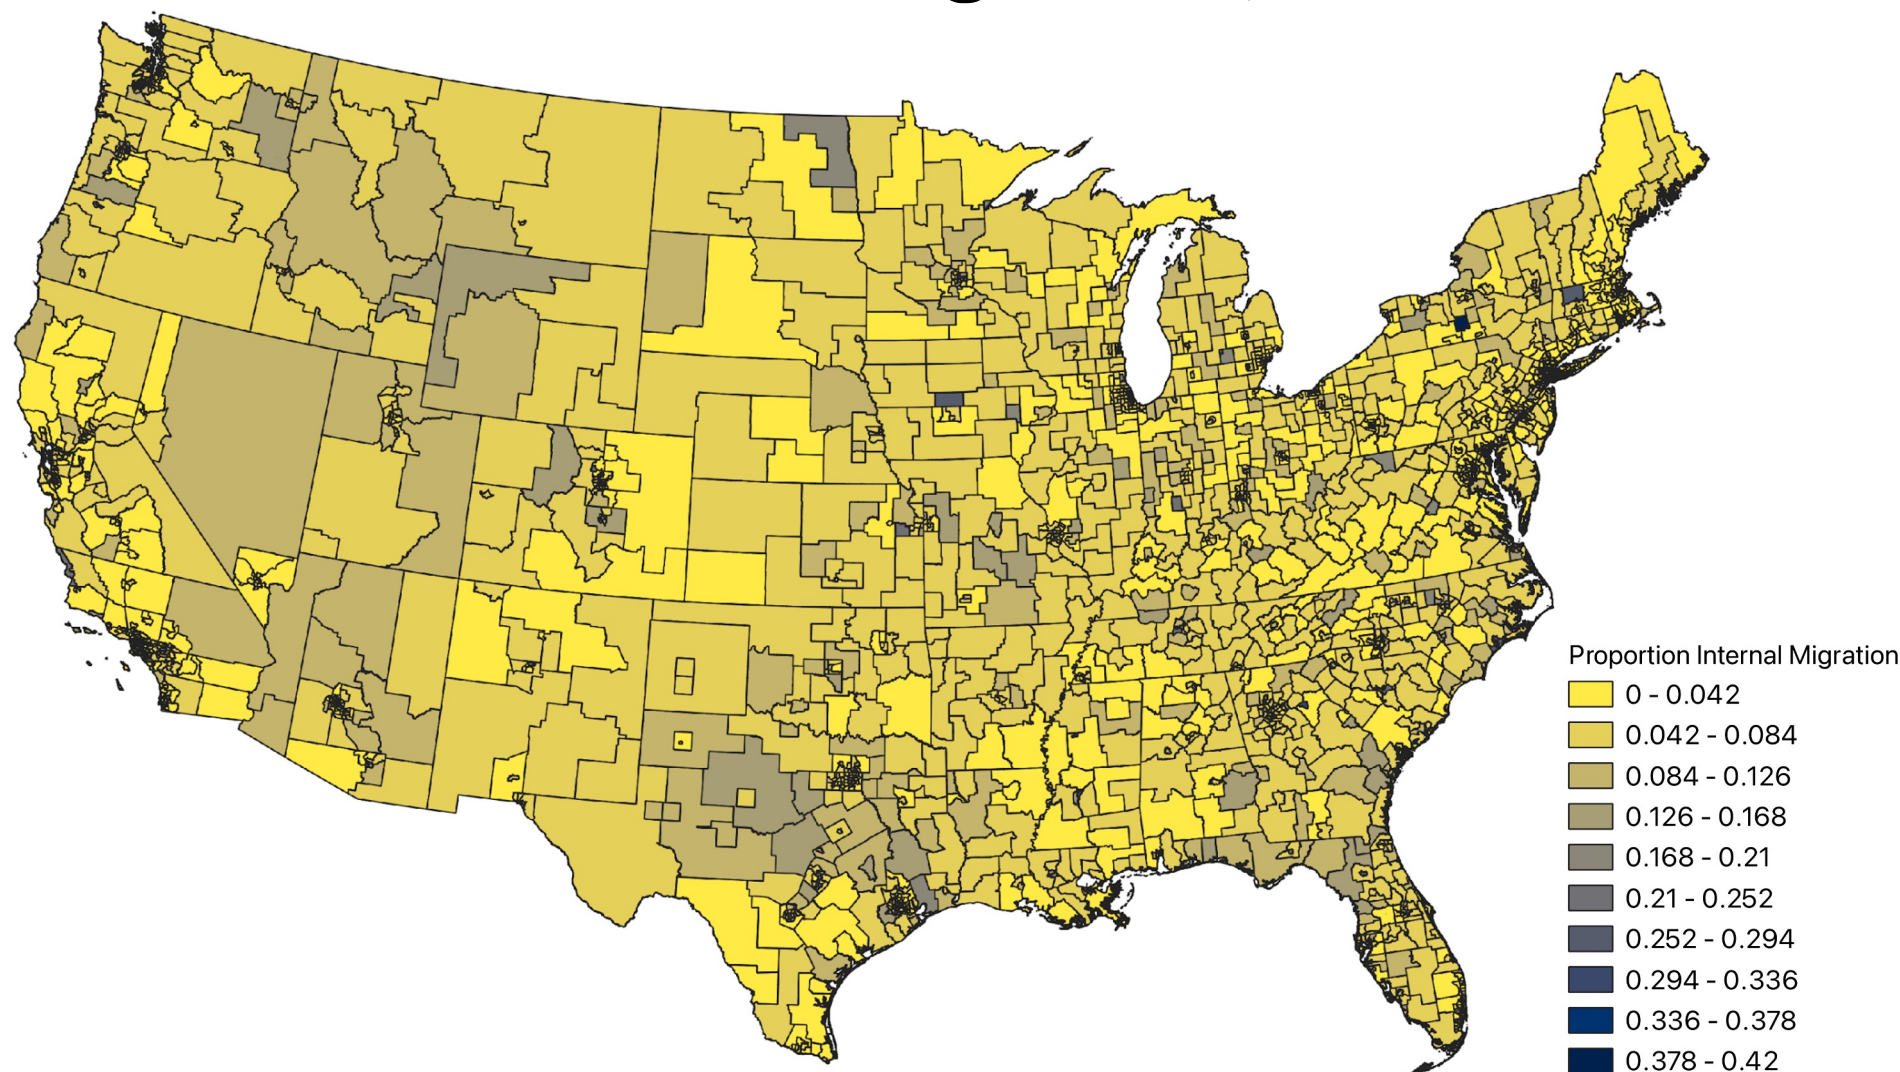 Proportion Internal Migration
0 - 0.042
0.042 - 0.084
0.084 - 0.126
0.126 - 0.168
0.168 - 0.21
0.21 - 0.252
0.252 - 0.294
0.294 - 0.336
0.336 - 0.378
0.378 - 0.42